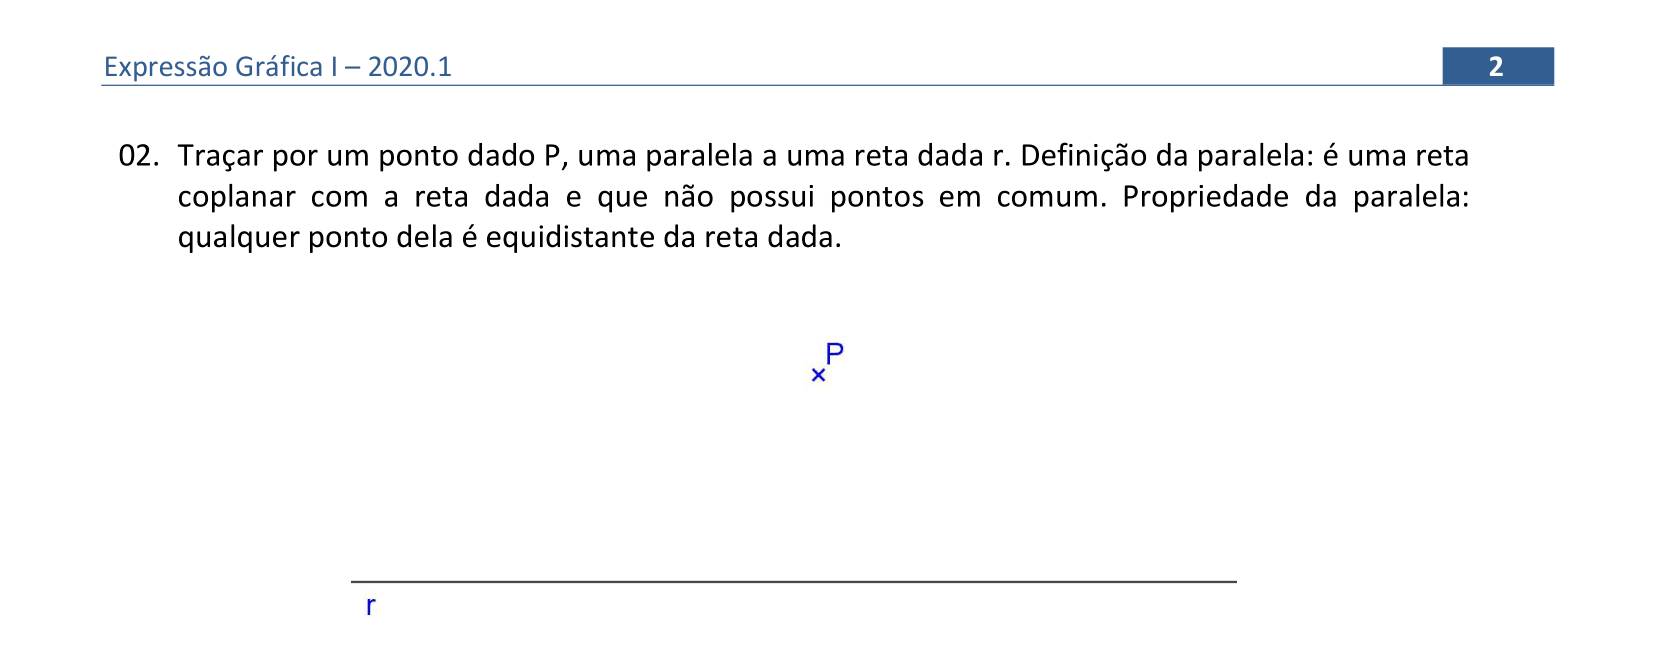 Expressão Gráfica I – 2020.1
2
02. Traçar por um ponto dado P, uma paralela a uma reta dada r. Definição da paralela: é uma reta
coplanar com a reta dada e que não possui pontos em comum. Propriedade da paralela:
qualquer ponto dela é equidistante da reta dada.
P
r